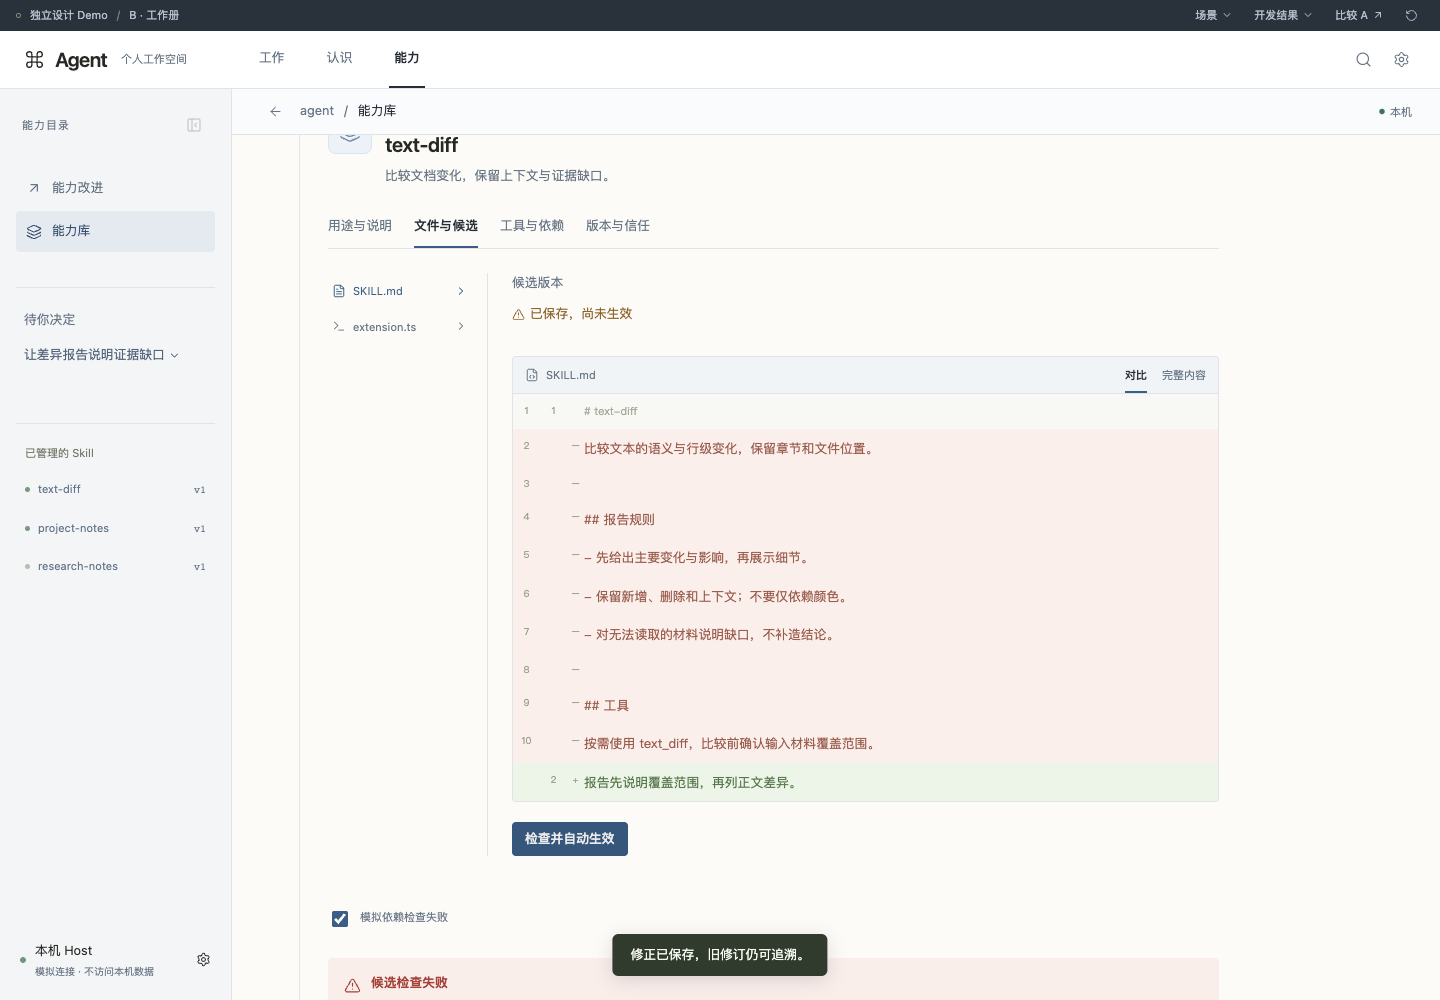 独立设计 Demo / B · 工作册
场景
开发结果
比较 A
Agent 个人工作空间
工作
认识
能力
能力目录
agent / 能力库
本机
能力改进
能力库
待你决定
让差异报告说明证据缺口
已管理的 Skill
text-diff v1
project-notes v1
research-notes v1
本机 Host
模拟连接 · 不访问本机数据
text-diff
比较文档变化，保留上下文与证据缺口。
用途与说明
文件与候选
工具与依赖
版本与信任
SKILL.md
extension.ts
候选版本
已保存，尚未生效
SKILL.md
对比
完整内容
1 1 # text-diff
2 − 比较文本的语义与行级变化，保留章节和文件位置。
3 −
4 − ## 报告规则
5 − - 先给出主要变化与影响，再展示细节。
6 − - 保留新增、删除和上下文；不要仅依赖颜色。
7 − - 对无法读取的材料说明缺口，不补造结论。
8 −
9 − ## 工具
10 − 按需使用 text_diff，比较前确认输入材料覆盖范围。
2 + 报告先说明覆盖范围，再列正文差异。
检查并自动生效
模拟依赖检查失败
修正已保存，旧修订仍可追溯。
候选检查失败